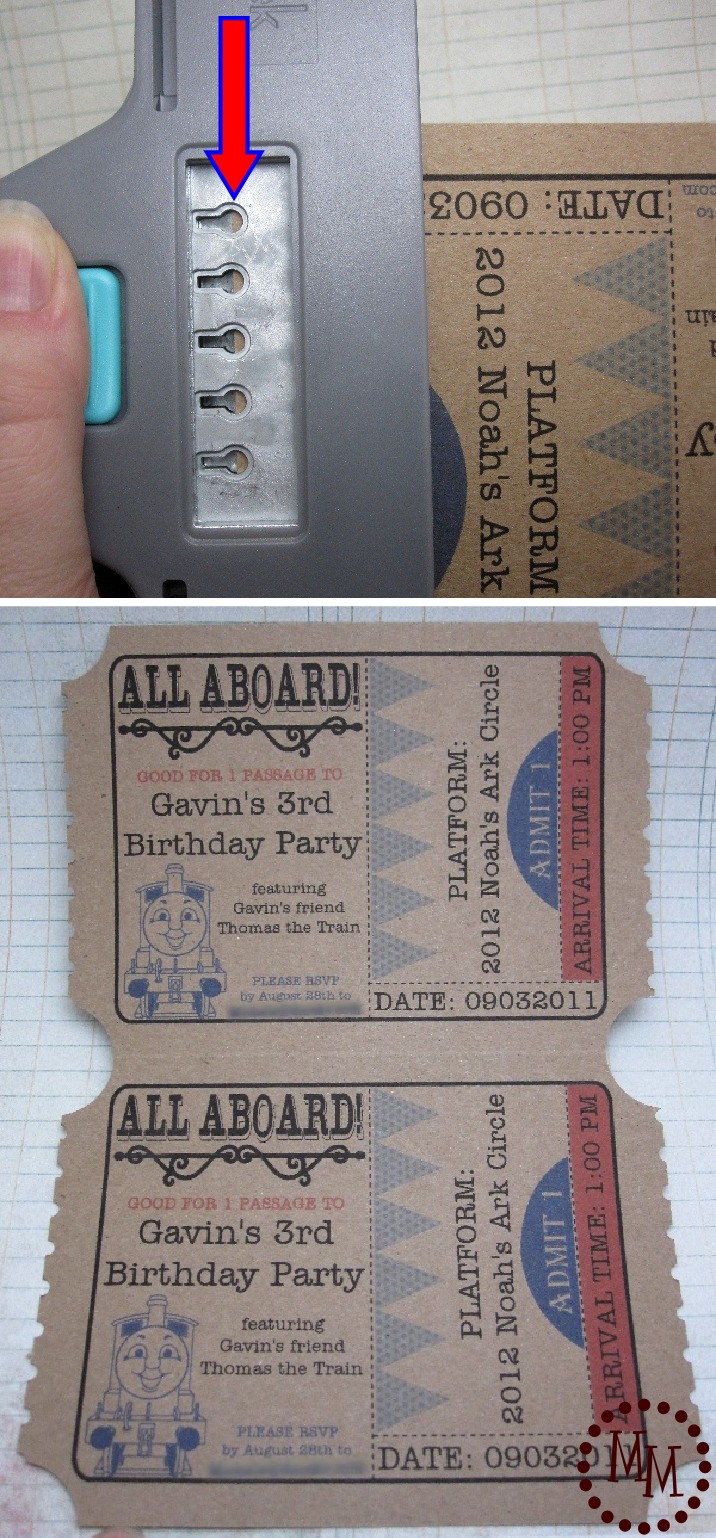 DATE: 0903
2012 Noah's Ark
PLATFORM
com
to
ain
ALL ABOARD!
GOOD FOR 1 PASSAGE TO
Gavin's 3rd
Birthday Party
featuring
Gavin's friend
Thomas the Train
PLEASE RSVP
by August 28th to
PLATFORM:
2012 Noah's Ark Circle
ADMIT 1
ARRIVAL TIME: 1:00 PM
DATE: 09032011
ALL ABOARD!
GOOD FOR 1 PASSAGE TO
Gavin's 3rd
Birthday Party
featuring
Gavin's friend
Thomas the Train
PLEASE RSVP
by August 28th to
PLATFORM:
2012 Noah's Ark Circle
ADMIT 1
ARRIVAL TIME: 1:00 PM
DATE: 0903201
MM